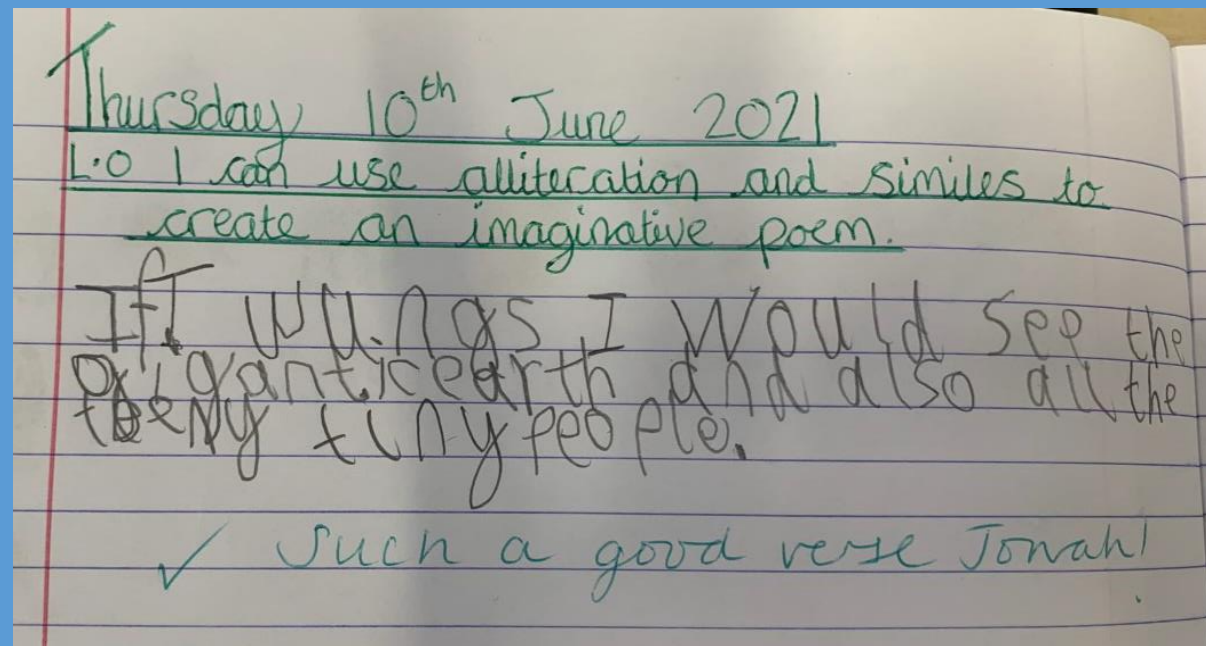 Thursday 10th June 2021
L.O I can use alliteration and similes to
create an imaginative poem.
If I wings I would see the
gigantic earth and also all the
teeny tiny people.
✓ Such a good verse Jonah!